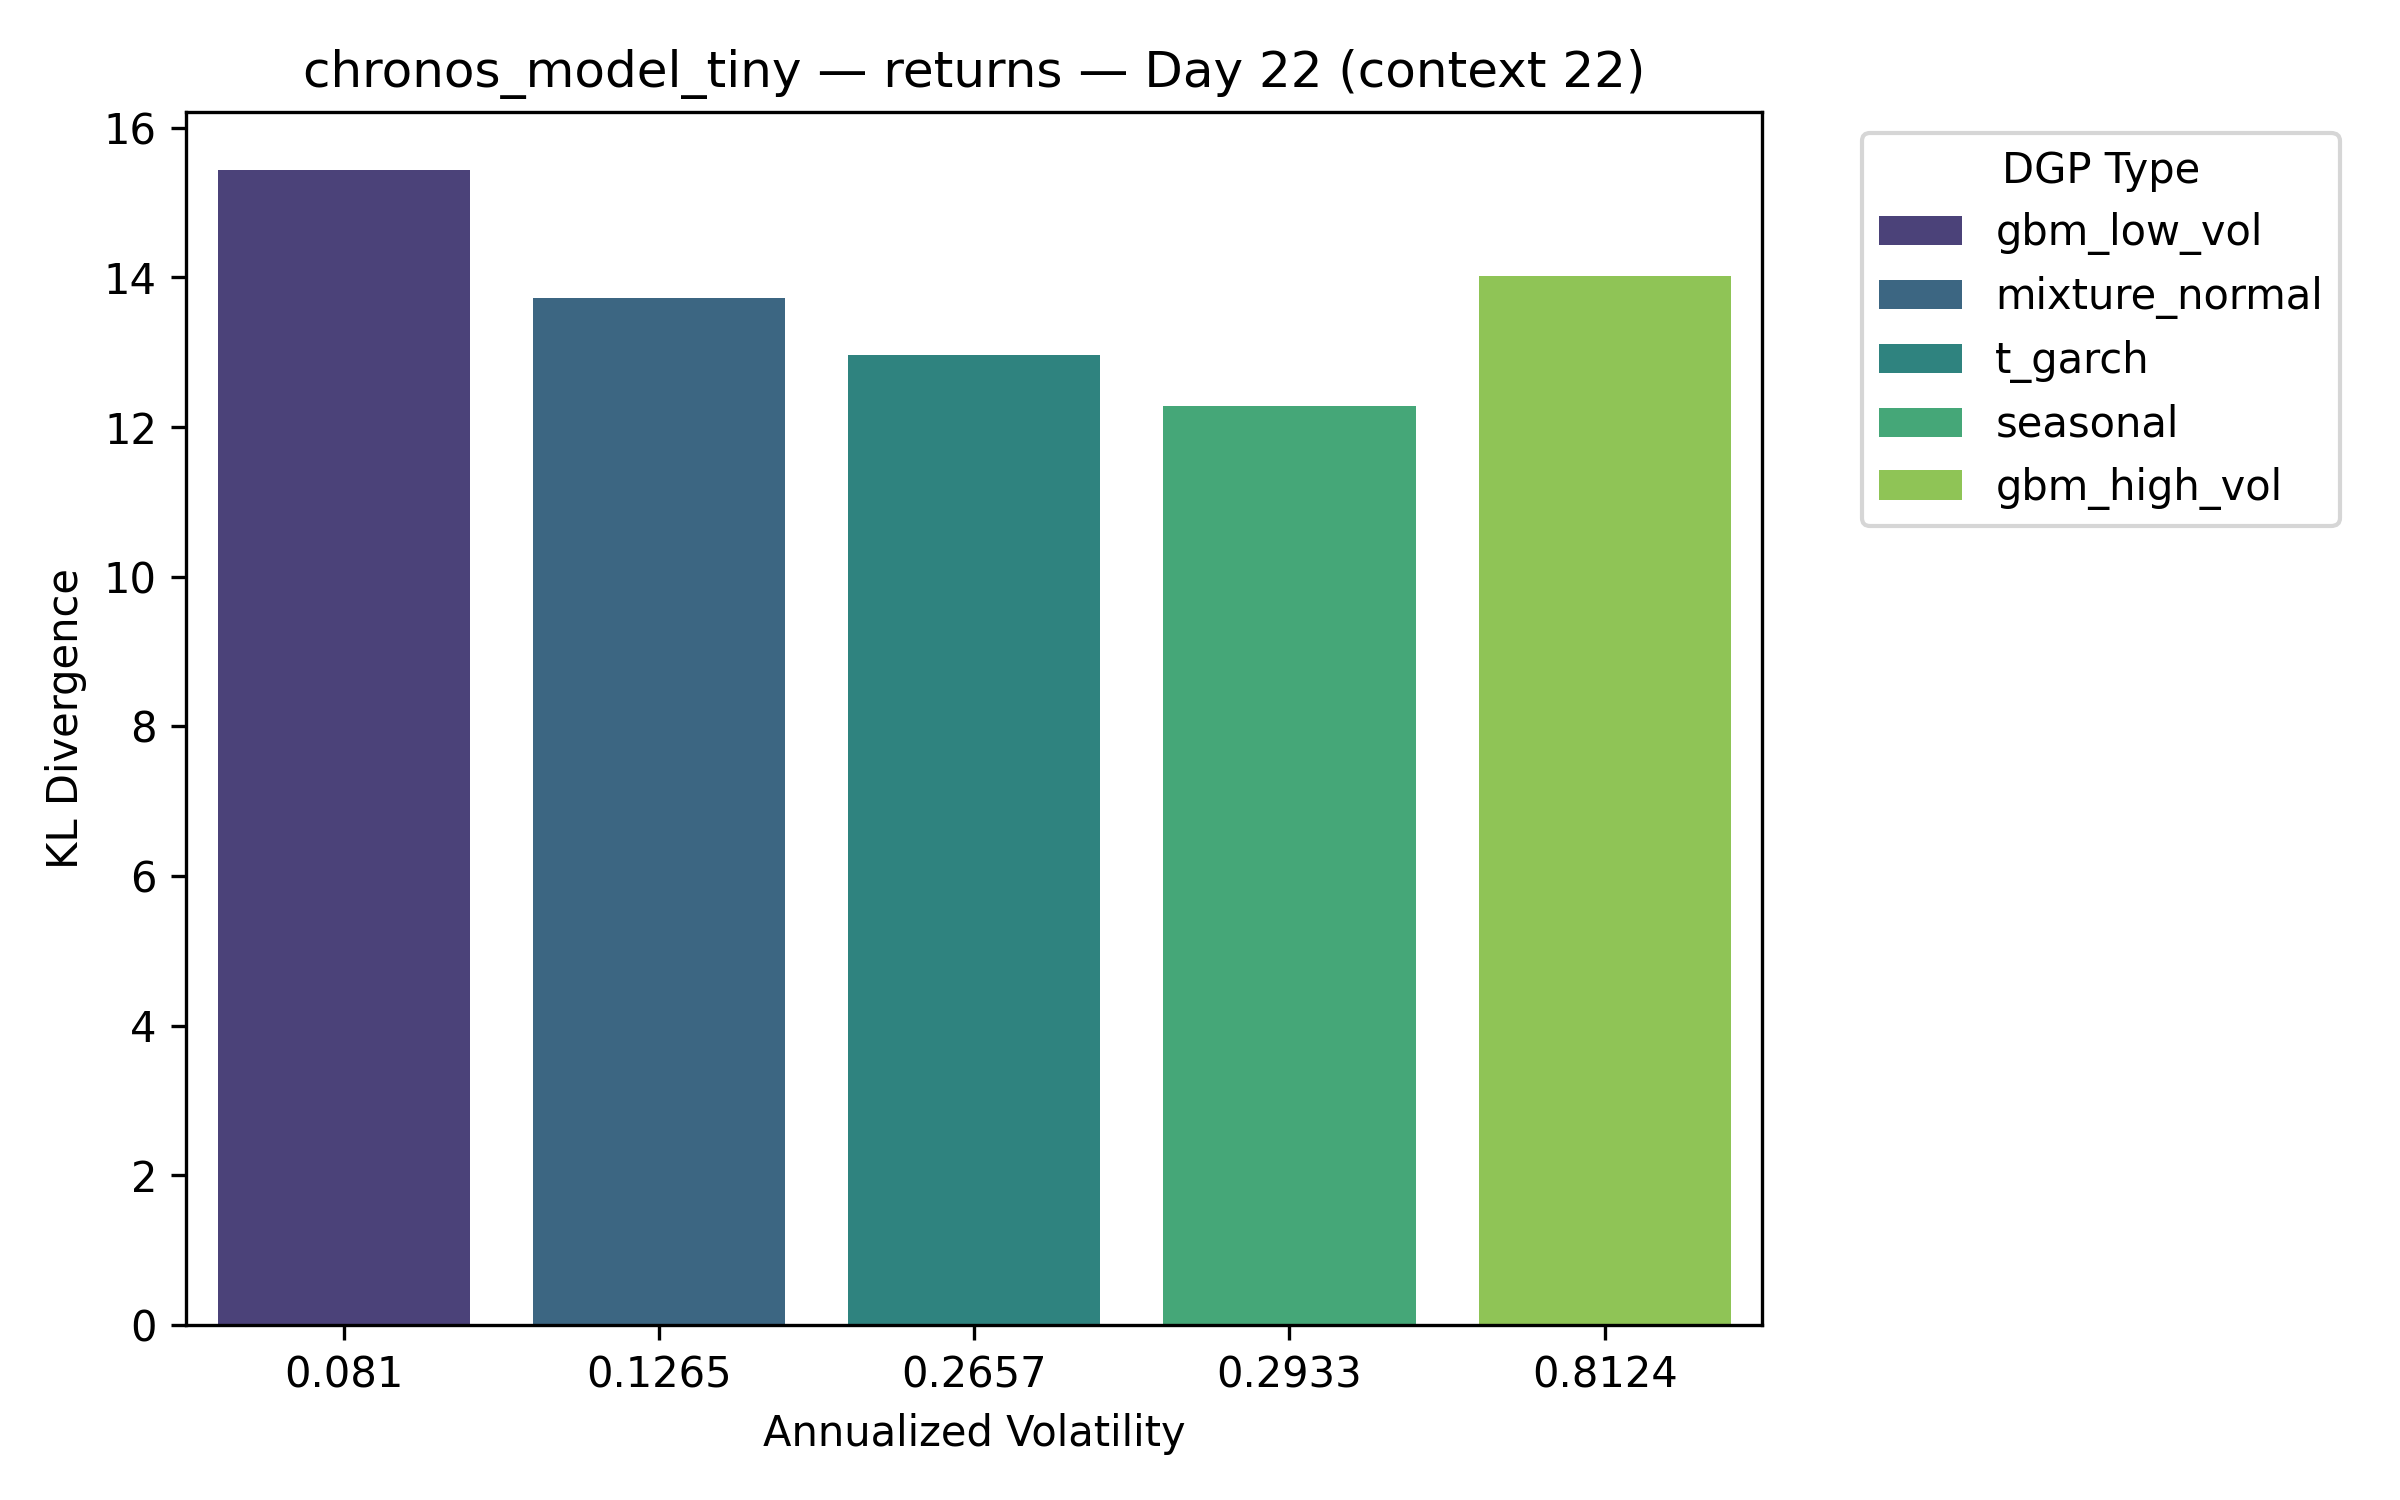 chronos_model_tiny — returns — Day 22 (context 22)
16
14
12
10
8
6
4
2
0
KL Divergence
0.081
0.1265
0.2657
0.2933
0.8124
Annualized Volatility
DGP Type
gbm_low_vol
mixture_normal
t_garch
seasonal
gbm_high_vol